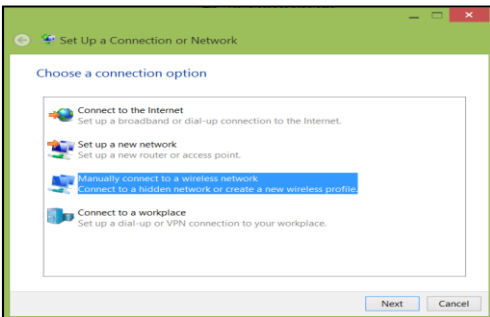 Set Up a Connection or Network
Choose a connection option
Connect to the Internet
Set up a broadband or dial-up connection to the Internet.
Set up a new network
Set up a new router or access point.
Manually connect to a wireless network
Connect to a hidden network or create a new wireless profile.
Connect to a workplace
Set up a dial-up or VPN connection to your workplace.
Next Cancel